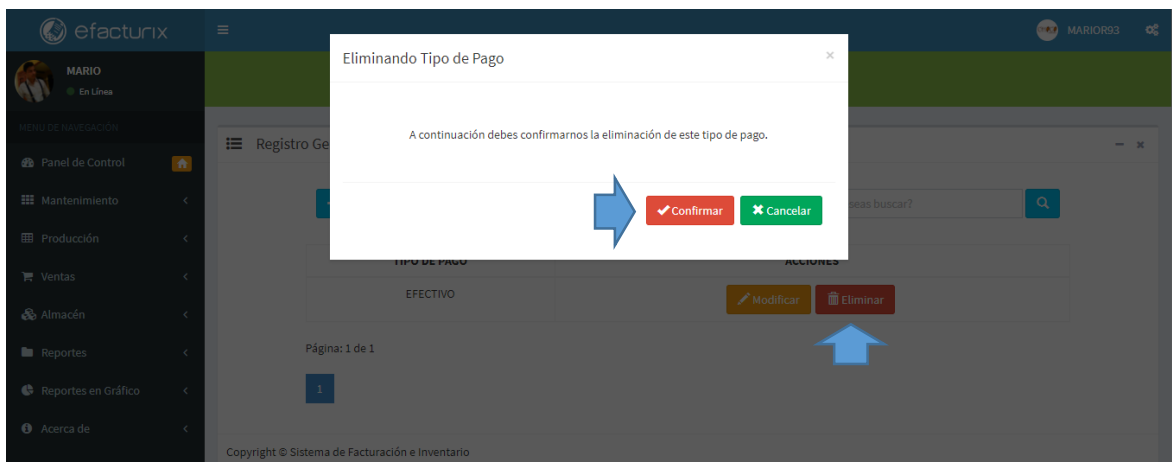 efacturix
MARIOR93
MARIO
En Línea
Eliminando Tipo de Pago
×
A continuación debes confirmarnos la eliminación de este tipo de pago.
Confirmar
Cancelar
MENU DE NAVEGACIÓN
Panel de Control
Mantenimiento
Producción
Ventas
Almacén
Reportes
Reportes en Gráfico
Acerca de
Registro Ge
seas buscar?
TIPO DE PAGO
ACCIONES
EFECTIVO
Modificar
Eliminar
Página: 1 de 1
1
Copyright © Sistema de Facturación e Inventario